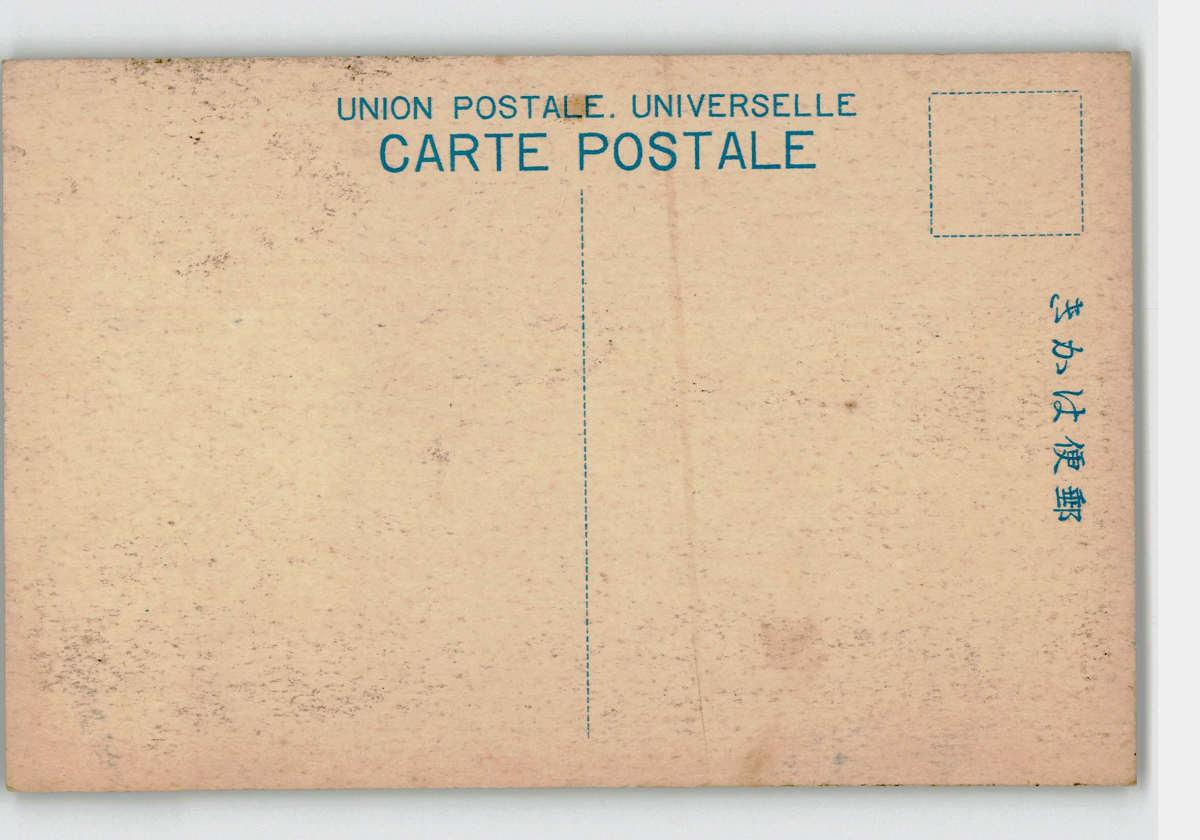 UNION POSTALE. UNIVERSELLE
CARTE POSTALE
郵便はかき